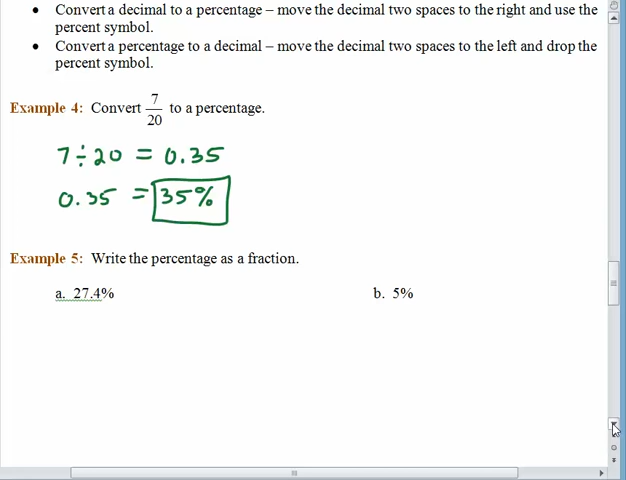 • Convert a decimal to a percentage – move the decimal two spaces to the right and use the
percent symbol.
• Convert a percentage to a decimal – move the decimal two spaces to the left and drop the
percent symbol.
Example 4: Convert 7/20 to a percentage.
7 ÷ 20 = 0.35
0.35 = 35%
Example 5: Write the percentage as a fraction.
a. 27.4% b. 5%